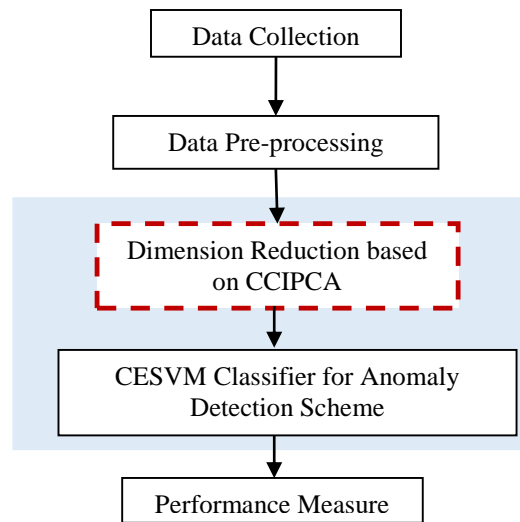 Data Collection
Data Pre-processing
Dimension Reduction based
on CCIPCA
CESVM Classifier for Anomaly
Detection Scheme
Performance Measure